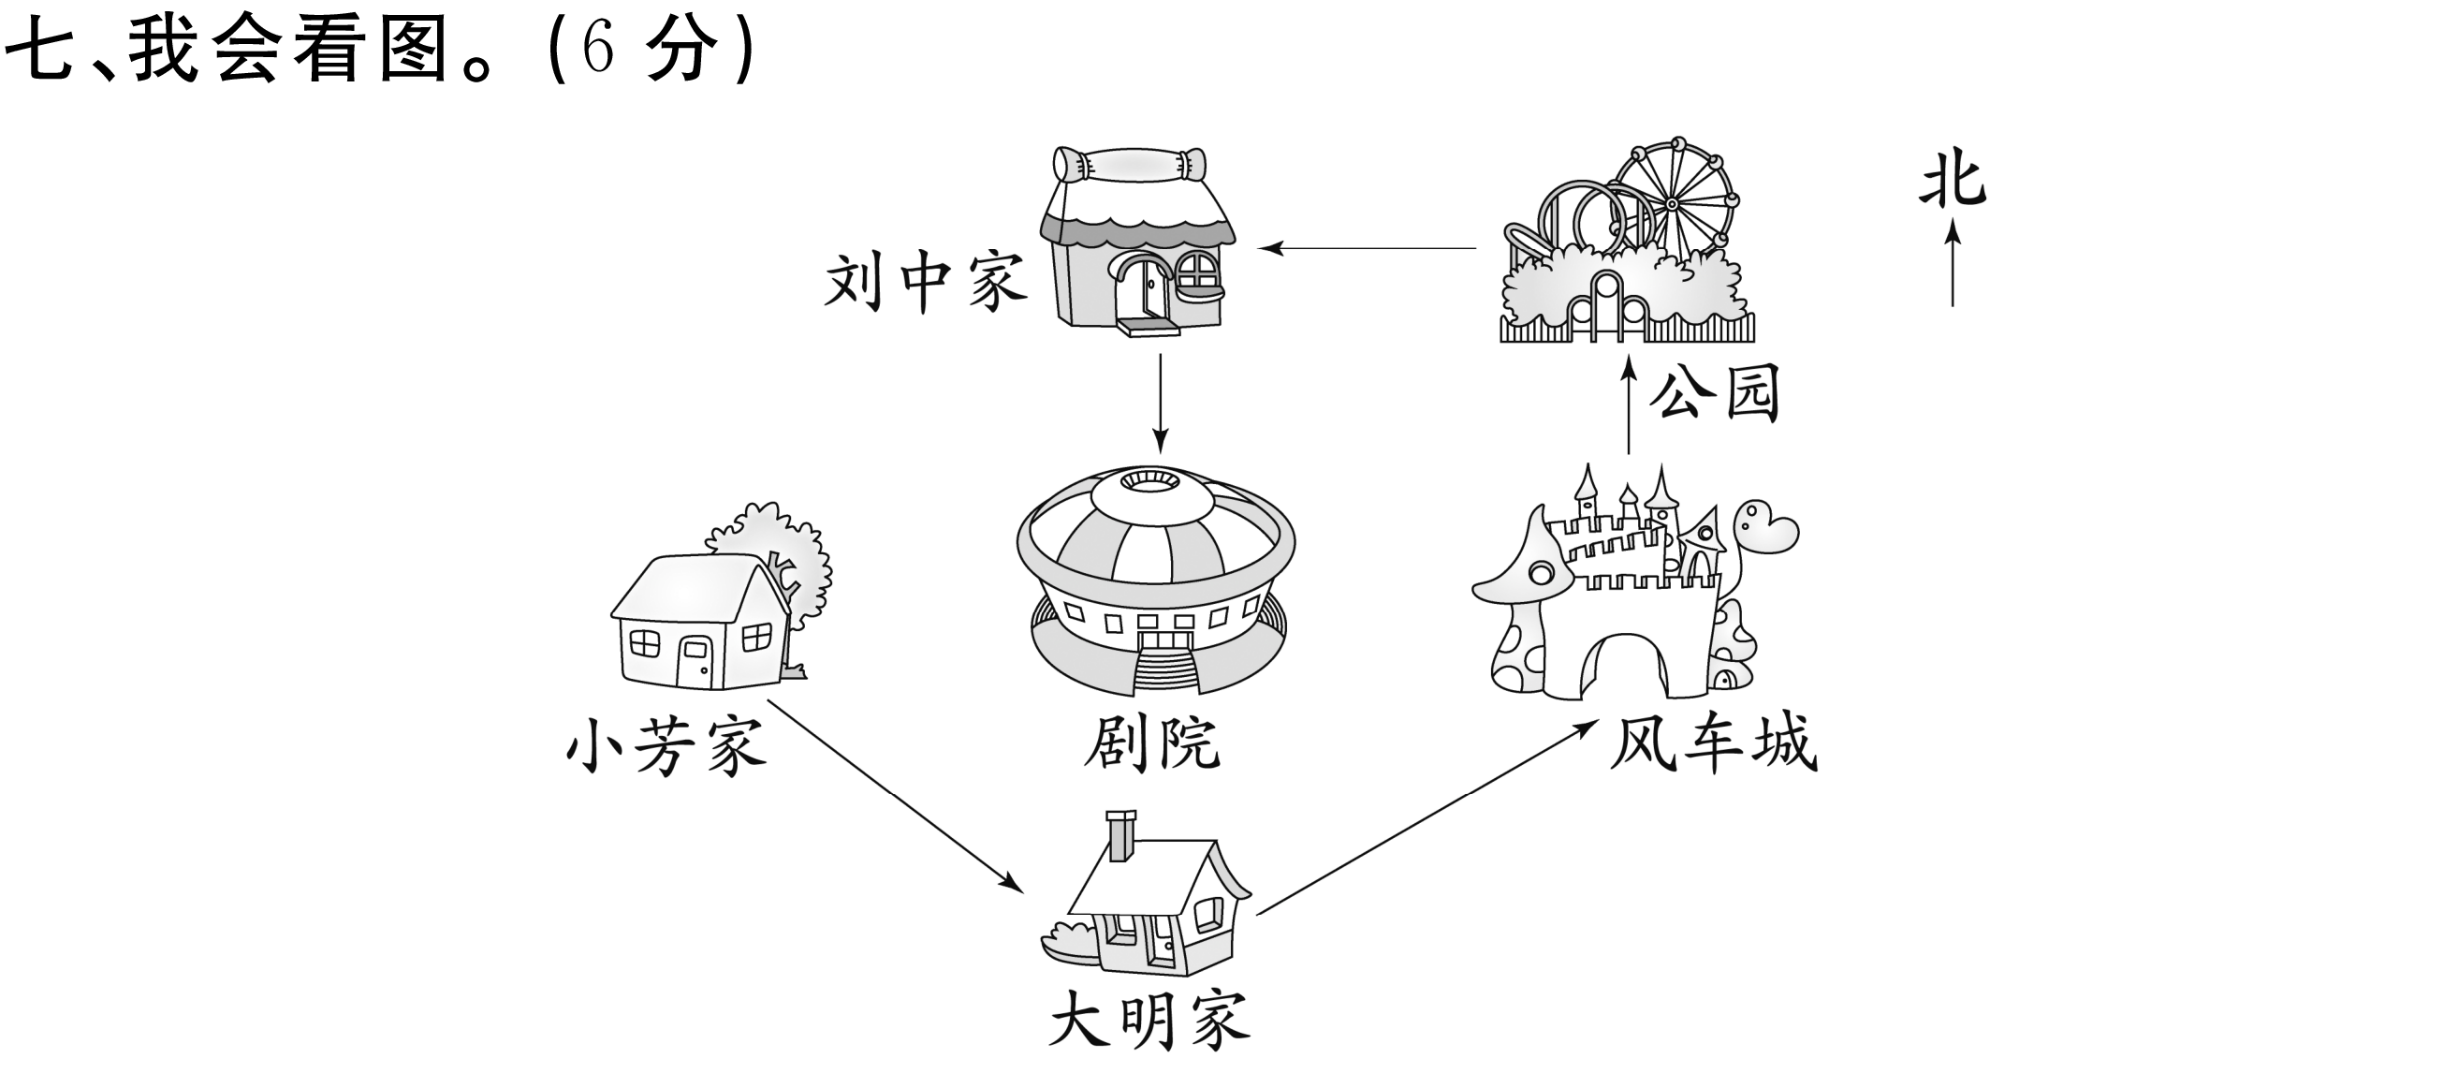 七、我会看图。(6 分)
北
刘中家
公园
小芳家
剧院
风车城
大明家